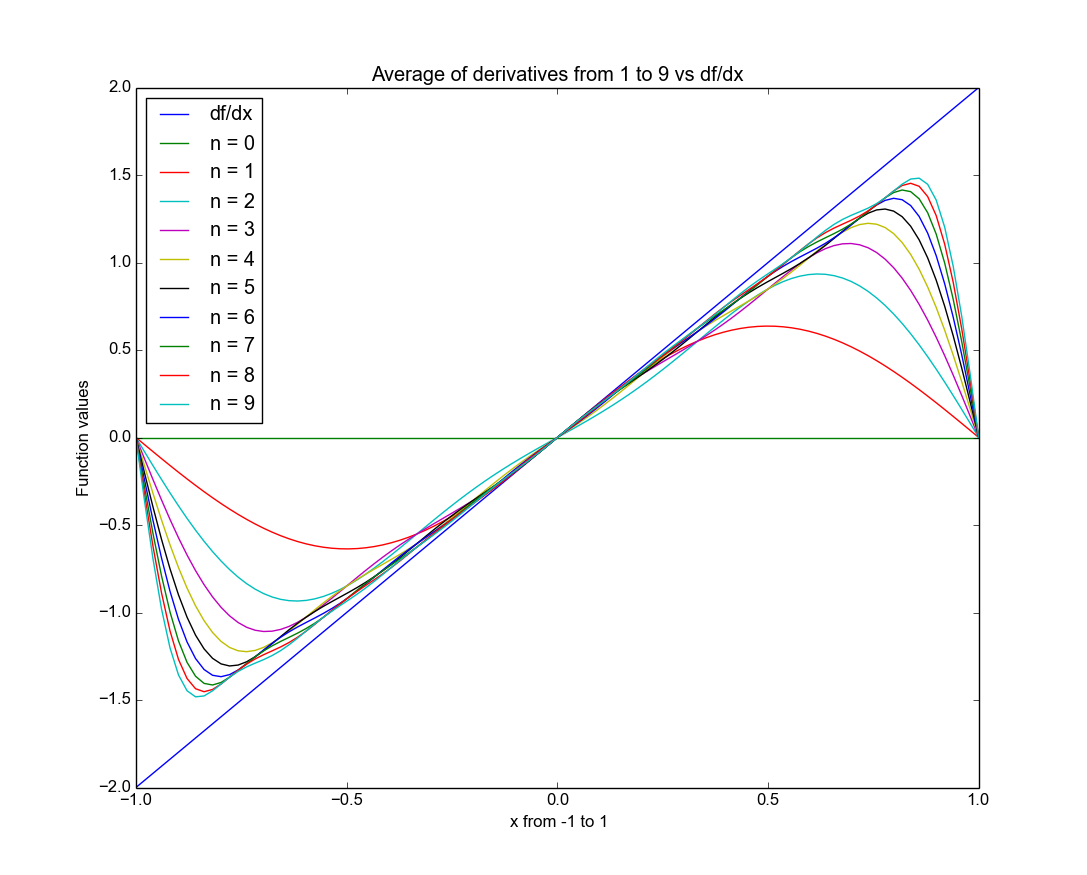 Average of derivatives from 1 to 9 vs df/dx
2.0
1.5
1.0
0.5
0.0
−0.5
−1.0
−1.5
−2.0
Function values
df/dx
n = 0
n = 1
n = 2
n = 3
n = 4
n = 5
n = 6
n = 7
n = 8
n = 9
−1.0 −0.5 0.0 0.5 1.0
x from -1 to 1